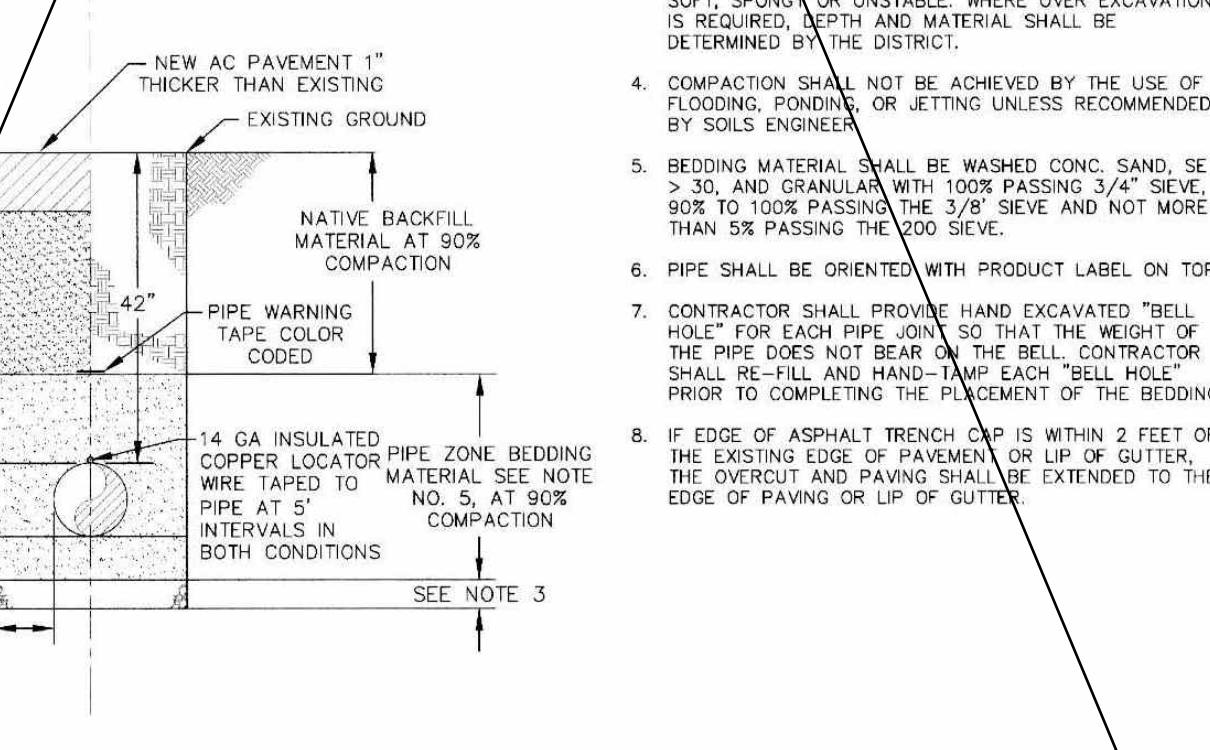 NEW AC PAVEMENT 1"
THICKER THAN EXISTING
EXISTING GROUND
NATIVE BACKFILL
MATERIAL AT 90%
COMPACTION
42"
PIPE WARNING
TAPE COLOR
CODED
14 GA INSULATED
COPPER LOCATOR
WIRE TAPED TO
PIPE AT 5'
INTERVALS IN
BOTH CONDITIONS
PIPE ZONE BEDDING
MATERIAL SEE NOTE
NO. 5, AT 90%
COMPACTION
SEE NOTE 3
SOFT, SPONGY OR UNSTABLE. WHERE OVER EXCAVATION
IS REQUIRED, DEPTH AND MATERIAL SHALL BE
DETERMINED BY THE DISTRICT.
4. COMPACTION SHALL NOT BE ACHIEVED BY THE USE OF
FLOODING, PONDING, OR JETTING UNLESS RECOMMENDED
BY SOILS ENGINEER
5. BEDDING MATERIAL SHALL BE WASHED CONC. SAND, SE
> 30, AND GRANULAR WITH 100% PASSING 3/4" SIEVE,
90% TO 100% PASSING THE 3/8' SIEVE AND NOT MORE
THAN 5% PASSING THE 200 SIEVE.
6. PIPE SHALL BE ORIENTED WITH PRODUCT LABEL ON TOP
7. CONTRACTOR SHALL PROVIDE HAND EXCAVATED "BELL
HOLE" FOR EACH PIPE JOINT SO THAT THE WEIGHT OF
THE PIPE DOES NOT BEAR ON THE BELL. CONTRACTOR
SHALL RE-FILL AND HAND-TAMP EACH "BELL HOLE"
PRIOR TO COMPLETING THE PLACEMENT OF THE BEDDING
8. IF EDGE OF ASPHALT TRENCH CAP IS WITHIN 2 FEET OF
THE EXISTING EDGE OF PAVEMENT OR LIP OF GUTTER,
THE OVERCUT AND PAVING SHALL BE EXTENDED TO THE
EDGE OF PAVING OR LIP OF GUTTER.